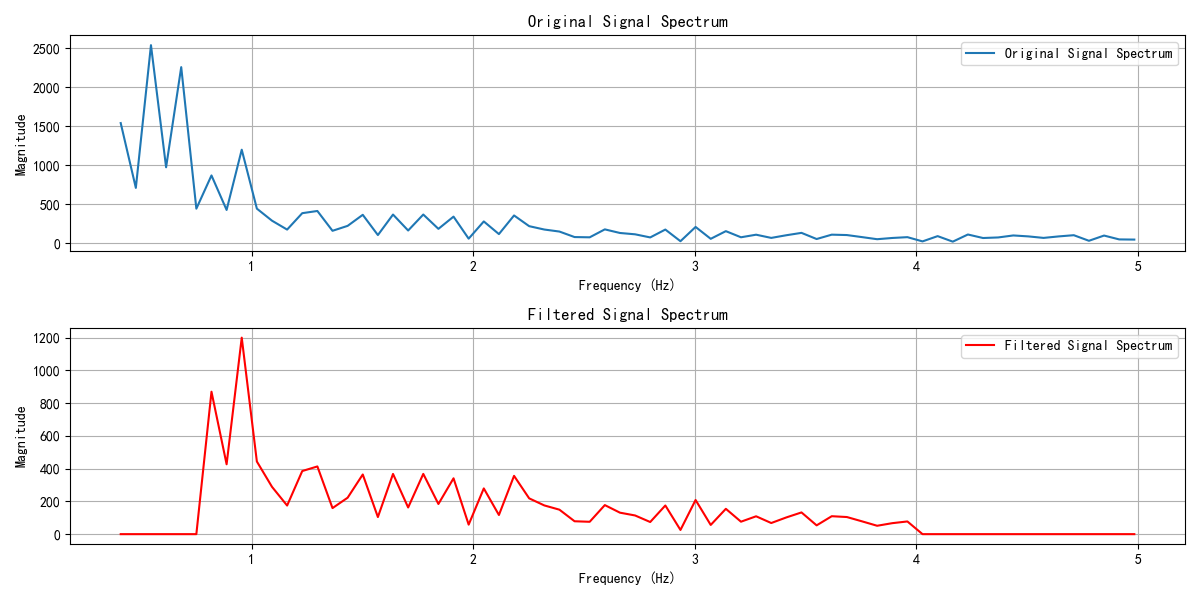 Original Signal Spectrum
Original Signal Spectrum
Magnitude
2500
2000
1500
1000
500
0
1
2
3
4
5
Frequency (Hz)
Filtered Signal Spectrum
Filtered Signal Spectrum
Magnitude
1200
1000
800
600
400
200
0
1
2
3
4
5
Frequency (Hz)